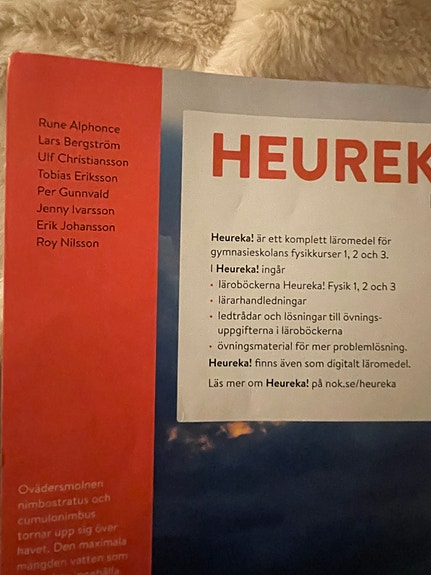 Rune Alphonce
Lars Bergström
Ulf Christiansson
Tobias Eriksson
Per Gunnvald
Jenny Ivarsson
Erik Johansson
Roy Nilsson
HEUREK
Heureka! är ett komplett läromedel för
gymnasieskolans fysikkurser 1, 2 och 3.
I Heureka! ingår
• läroböckerna Heureka! Fysik 1, 2 och 3
• lärarhandledningar
• ledtrådar och lösningar till övnings-
uppgifterna i läroböckerna
• övningsmaterial för mer problemlösning.
Heureka! finns även som digitalt läromedel.
Läs mer om Heureka! på nok.se/heureka
Ovädersmolnen
nimbostratus och
cumulonimbus
tornar upp sig över
havet. Den maximala
mängden vatten som